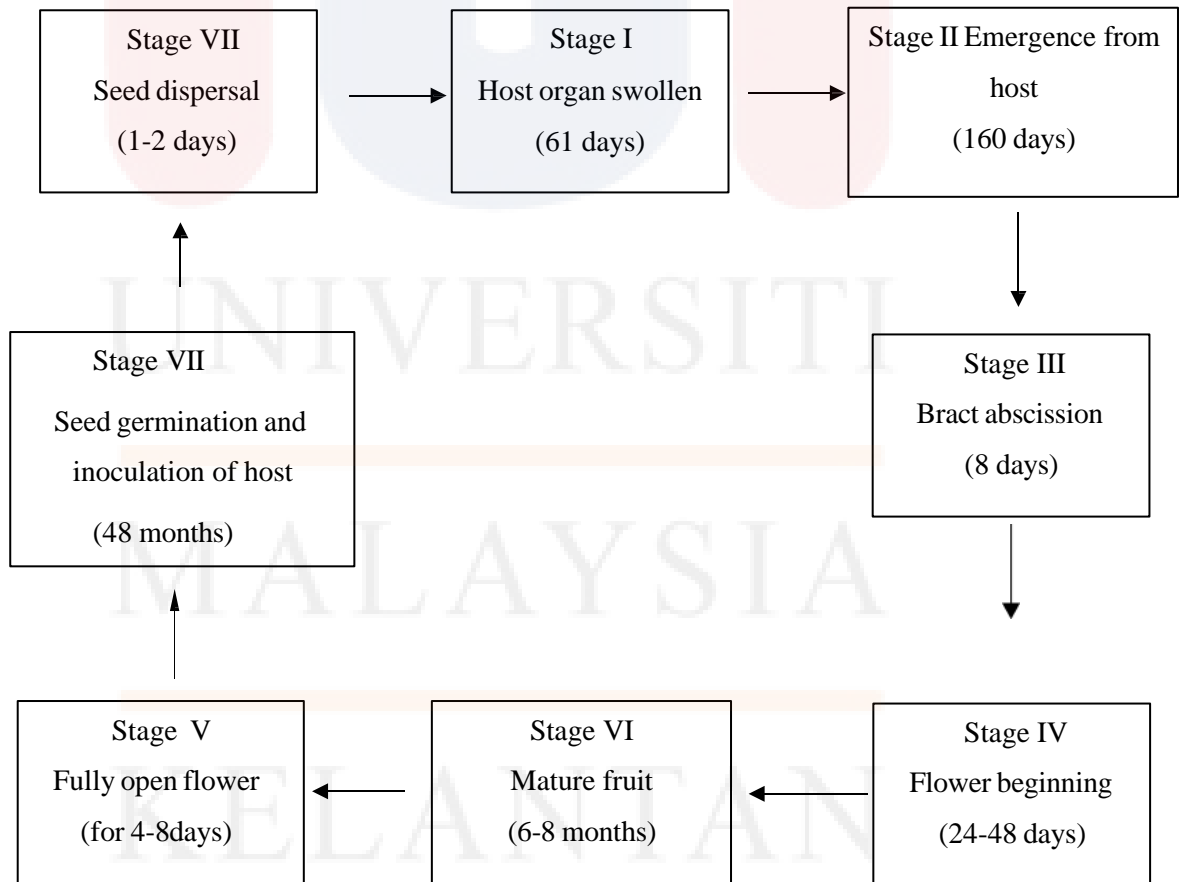 Stage VII
Seed dispersal
(1-2 days)
Stage I
Host organ swollen
(61 days)
Stage II Emergence from
host
(160 days)
UNIVERSITI
Stage VII
Seed germination and
inoculation of host
(48 months)
Stage III
Bract abscission
(8 days)
MALAYSIA
Stage V
Fully open flower
(for 4-8days)
Stage VI
Mature fruit
(6-8 months)
Stage IV
Flower beginning
(24-48 days)
KELANTAN